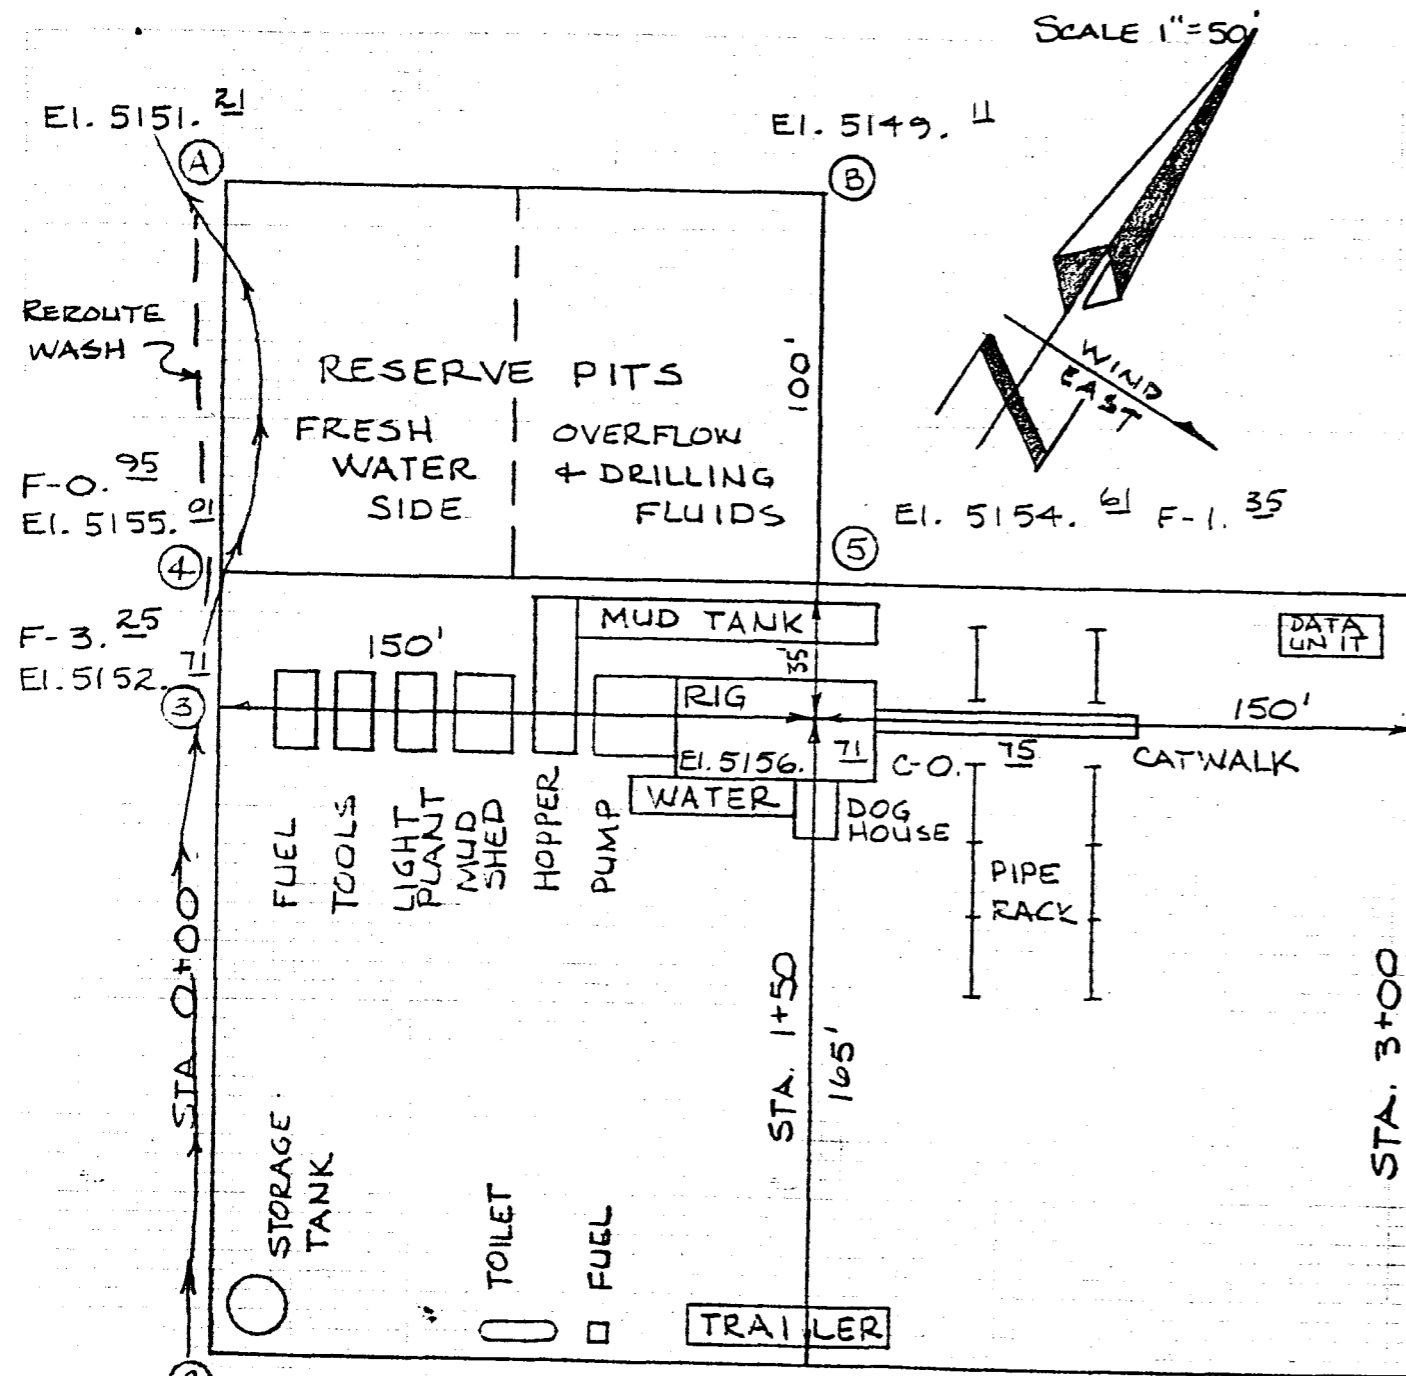 SCALE 1"=50'
El. 5151. 21
El. 5149. 11
A
B
REROUTE
WASH
RESERVE PITS
100'
WIND
EAST
FRESH
WATER
SIDE
OVERFLOW
& DRILLING
FLUIDS
F-0. 95
El. 5155. 01
El. 5154. 61 F-1. 35
4
5
F-3. 25
El. 5152. 71
3
150'
MUD TANK
35'
DATA
UNIT
RIG
150'
El. 5156. 71
C-0. 75
CATWALK
WATER
DOG
HOUSE
FUEL
TOOLS
LIGHT
PLANT
MUD
SHED
HOPPER
PUMP
PIPE
RACK
STA 0+00
STA. 1+50
165'
STA. 3+00
STORAGE
TANK
TOILET
FUEL
TRAILER